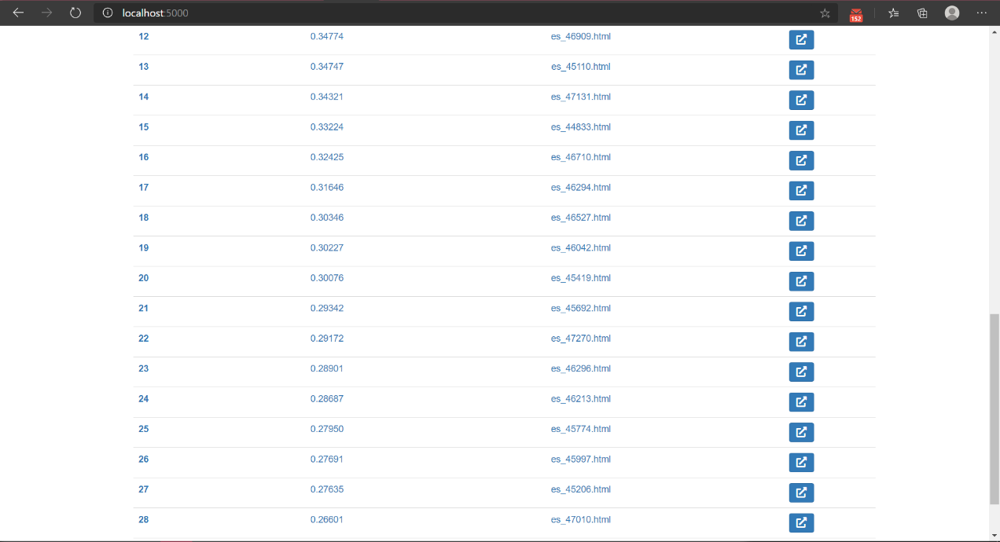 localhost:5000
152
12 0.34774 es_46909.html
13 0.34747 es_45110.html
14 0.34321 es_47131.html
15 0.33224 es_44833.html
16 0.32425 es_46710.html
17 0.31646 es_46294.html
18 0.30346 es_46527.html
19 0.30227 es_46042.html
20 0.30076 es_45419.html
21 0.29342 es_45692.html
22 0.29172 es_47270.html
23 0.28901 es_46296.html
24 0.28687 es_46213.html
25 0.27950 es_45774.html
26 0.27691 es_45997.html
27 0.27635 es_45206.html
28 0.26601 es_47010.html